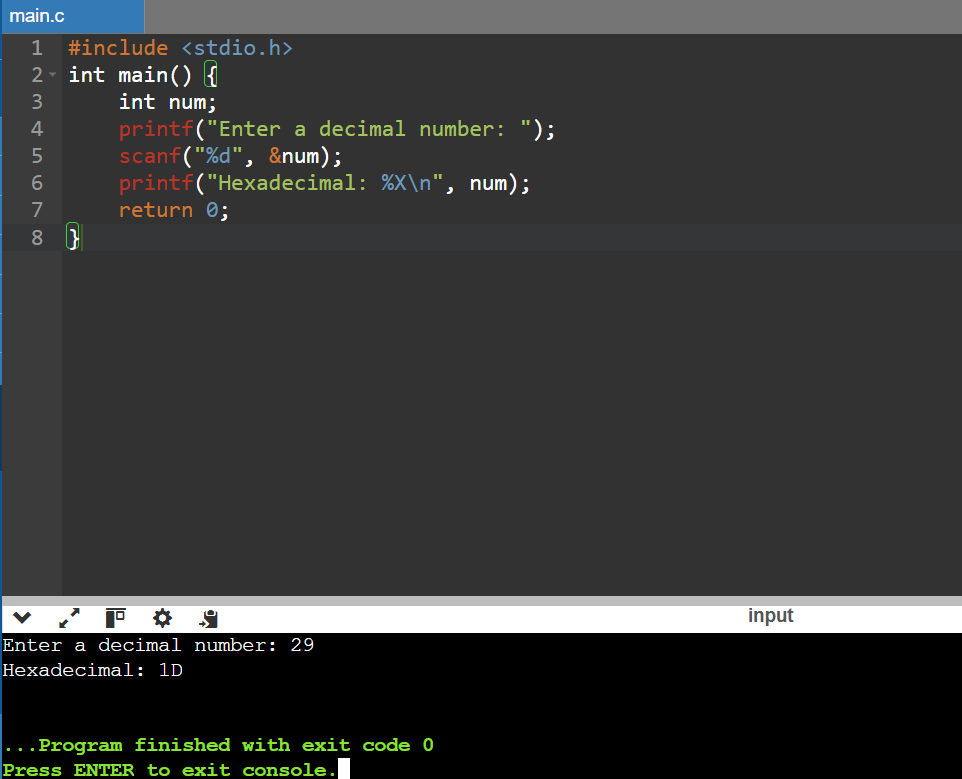 main.c
1 #include <stdio.h>
2 int main() {
3     int num;
4     printf("Enter a decimal number: ");
5     scanf("%d", &num);
6     printf("Hexadecimal: %X\n", num);
7     return 0;
8 }
input
Enter a decimal number: 29
Hexadecimal: 1D
...Program finished with exit code 0
Press ENTER to exit console.